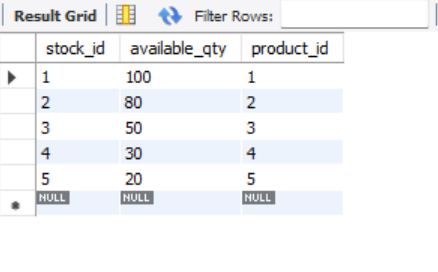 Result Grid Filter Rows:
stock_id available_qty product_id
1 100 1
2 80 2
3 50 3
4 30 4
5 20 5
NULL NULL NULL